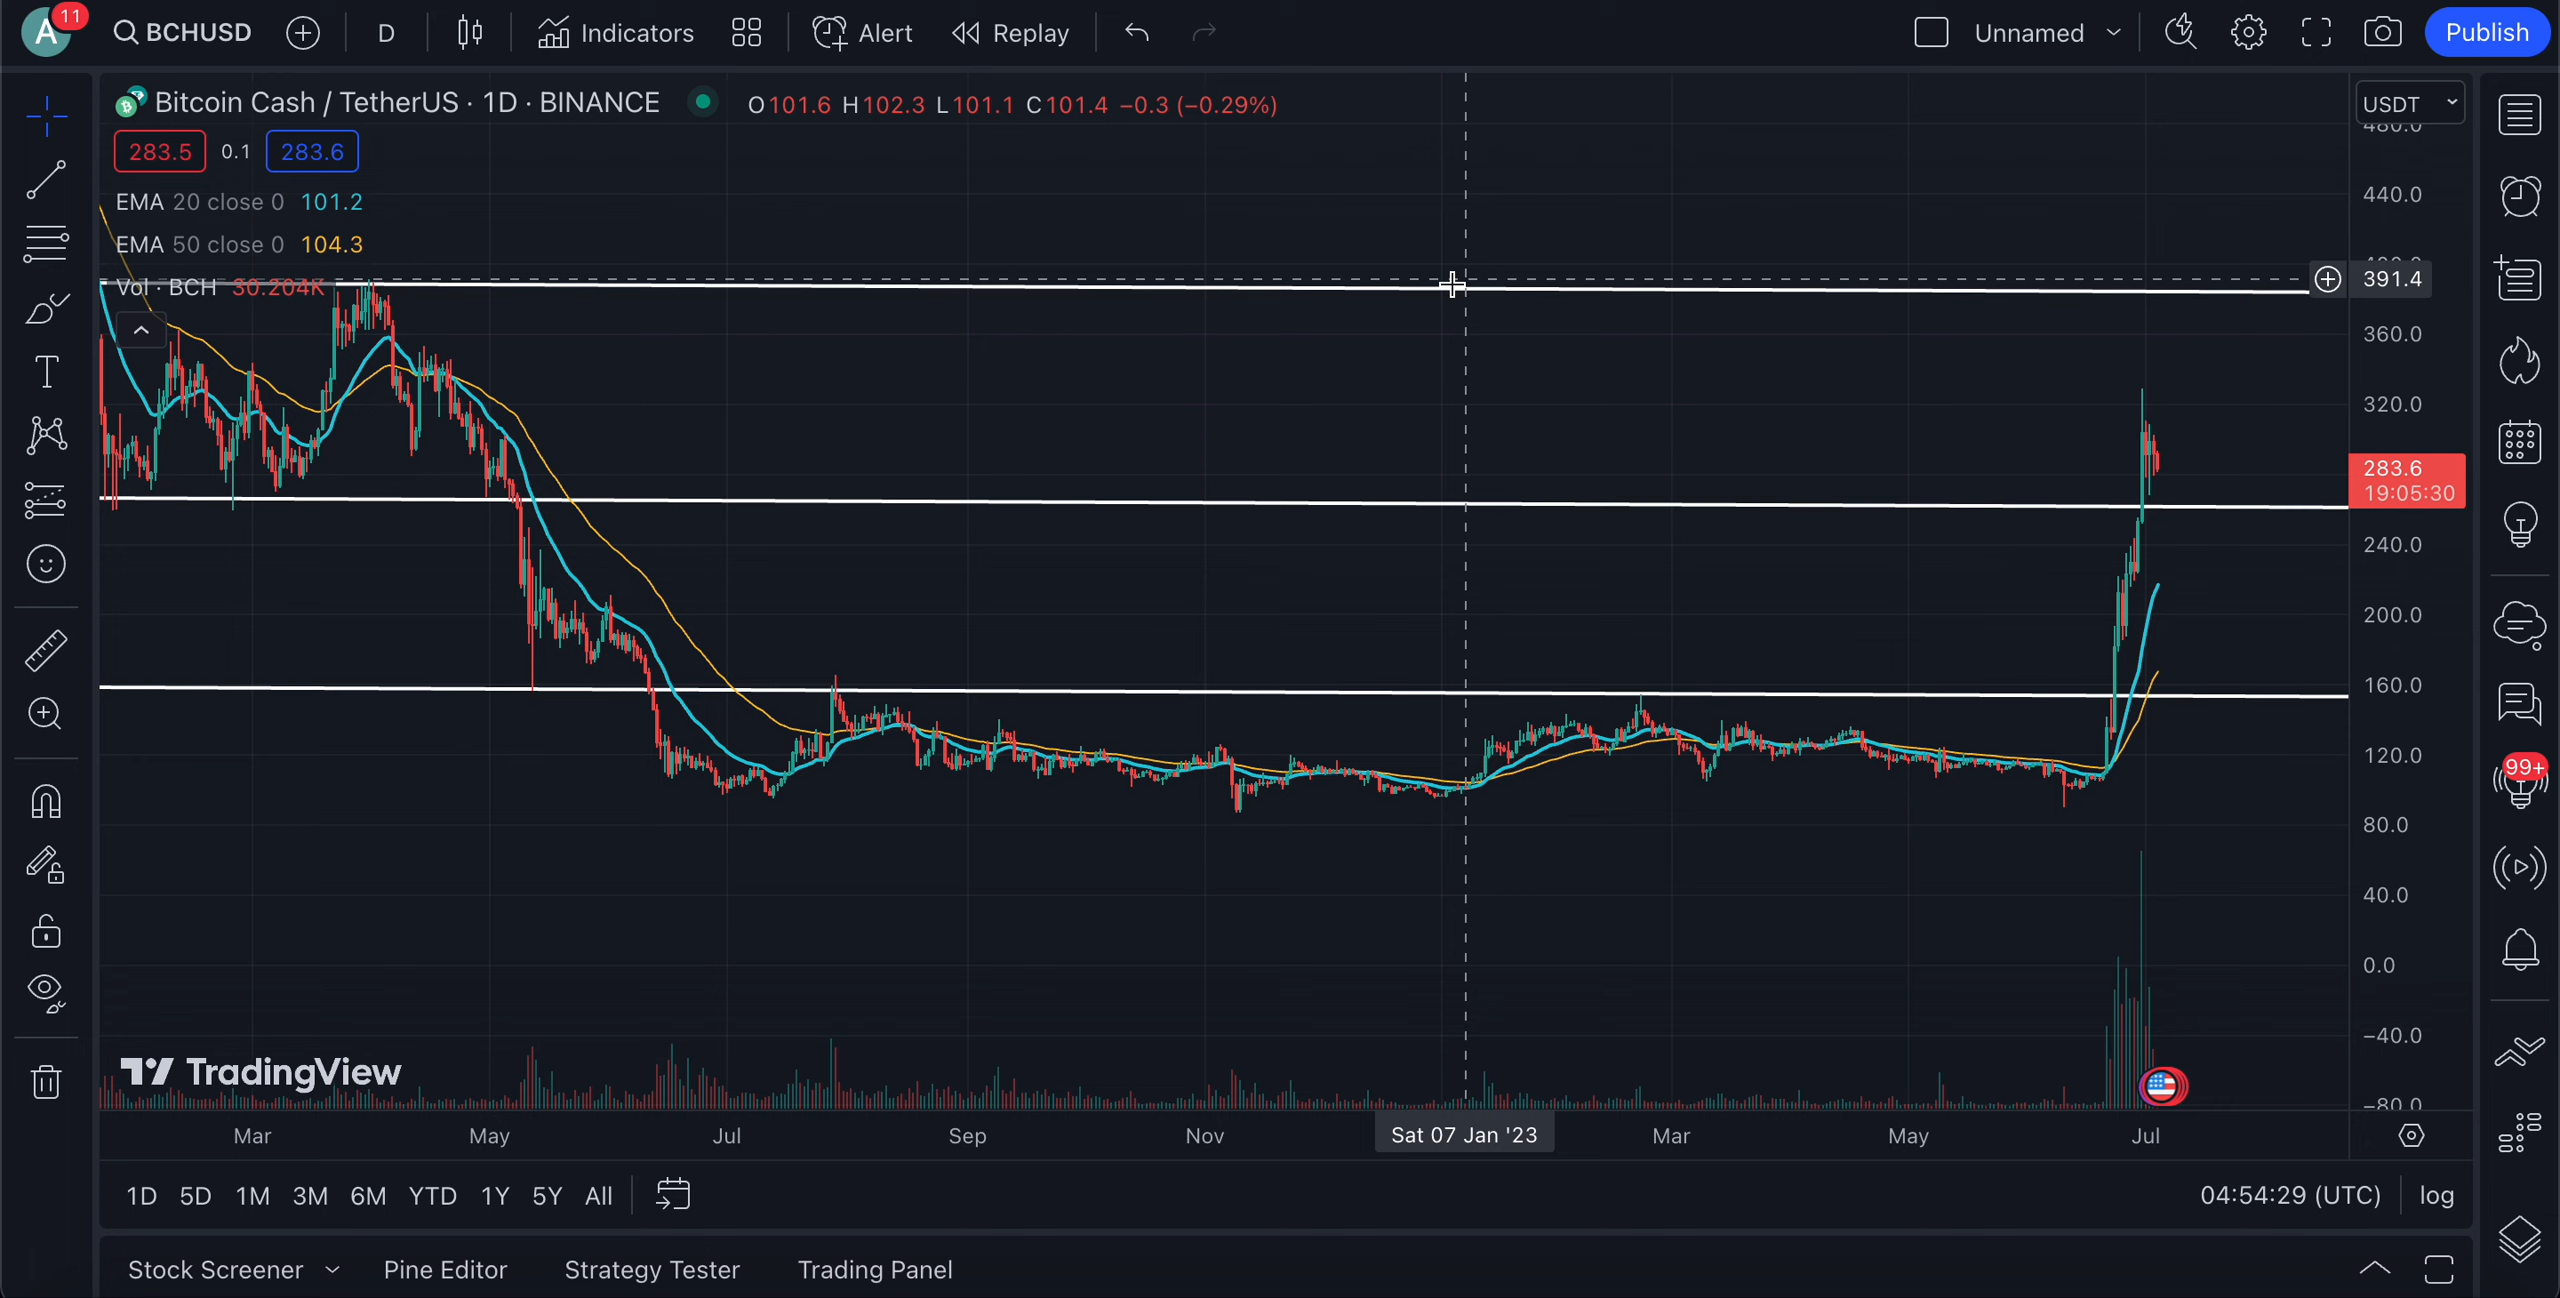 A 11 BCHUSD D Indicators Alert Replay Unnamed Publish
Bitcoin Cash / TetherUS · 1D · BINANCE O101.6 H102.3 L101.1 C101.4 −0.3 (−0.29%)
USDT
480.0
283.5 0.1 283.6
440.0
EMA 20 close 0 101.2
EMA 50 close 0 104.3
391.4
Vol · BCH 30.204K
360.0
320.0
283.6
19:05:30
240.0
200.0
160.0
120.0
99+
80.0
40.0
0.0
−40.0
TradingView
−80.0
Mar May Jul Sep Nov Sat 07 Jan '23 Mar May Jul
1D 5D 1M 3M 6M YTD 1Y 5Y All 04:54:29 (UTC) log
Stock Screener Pine Editor Strategy Tester Trading Panel